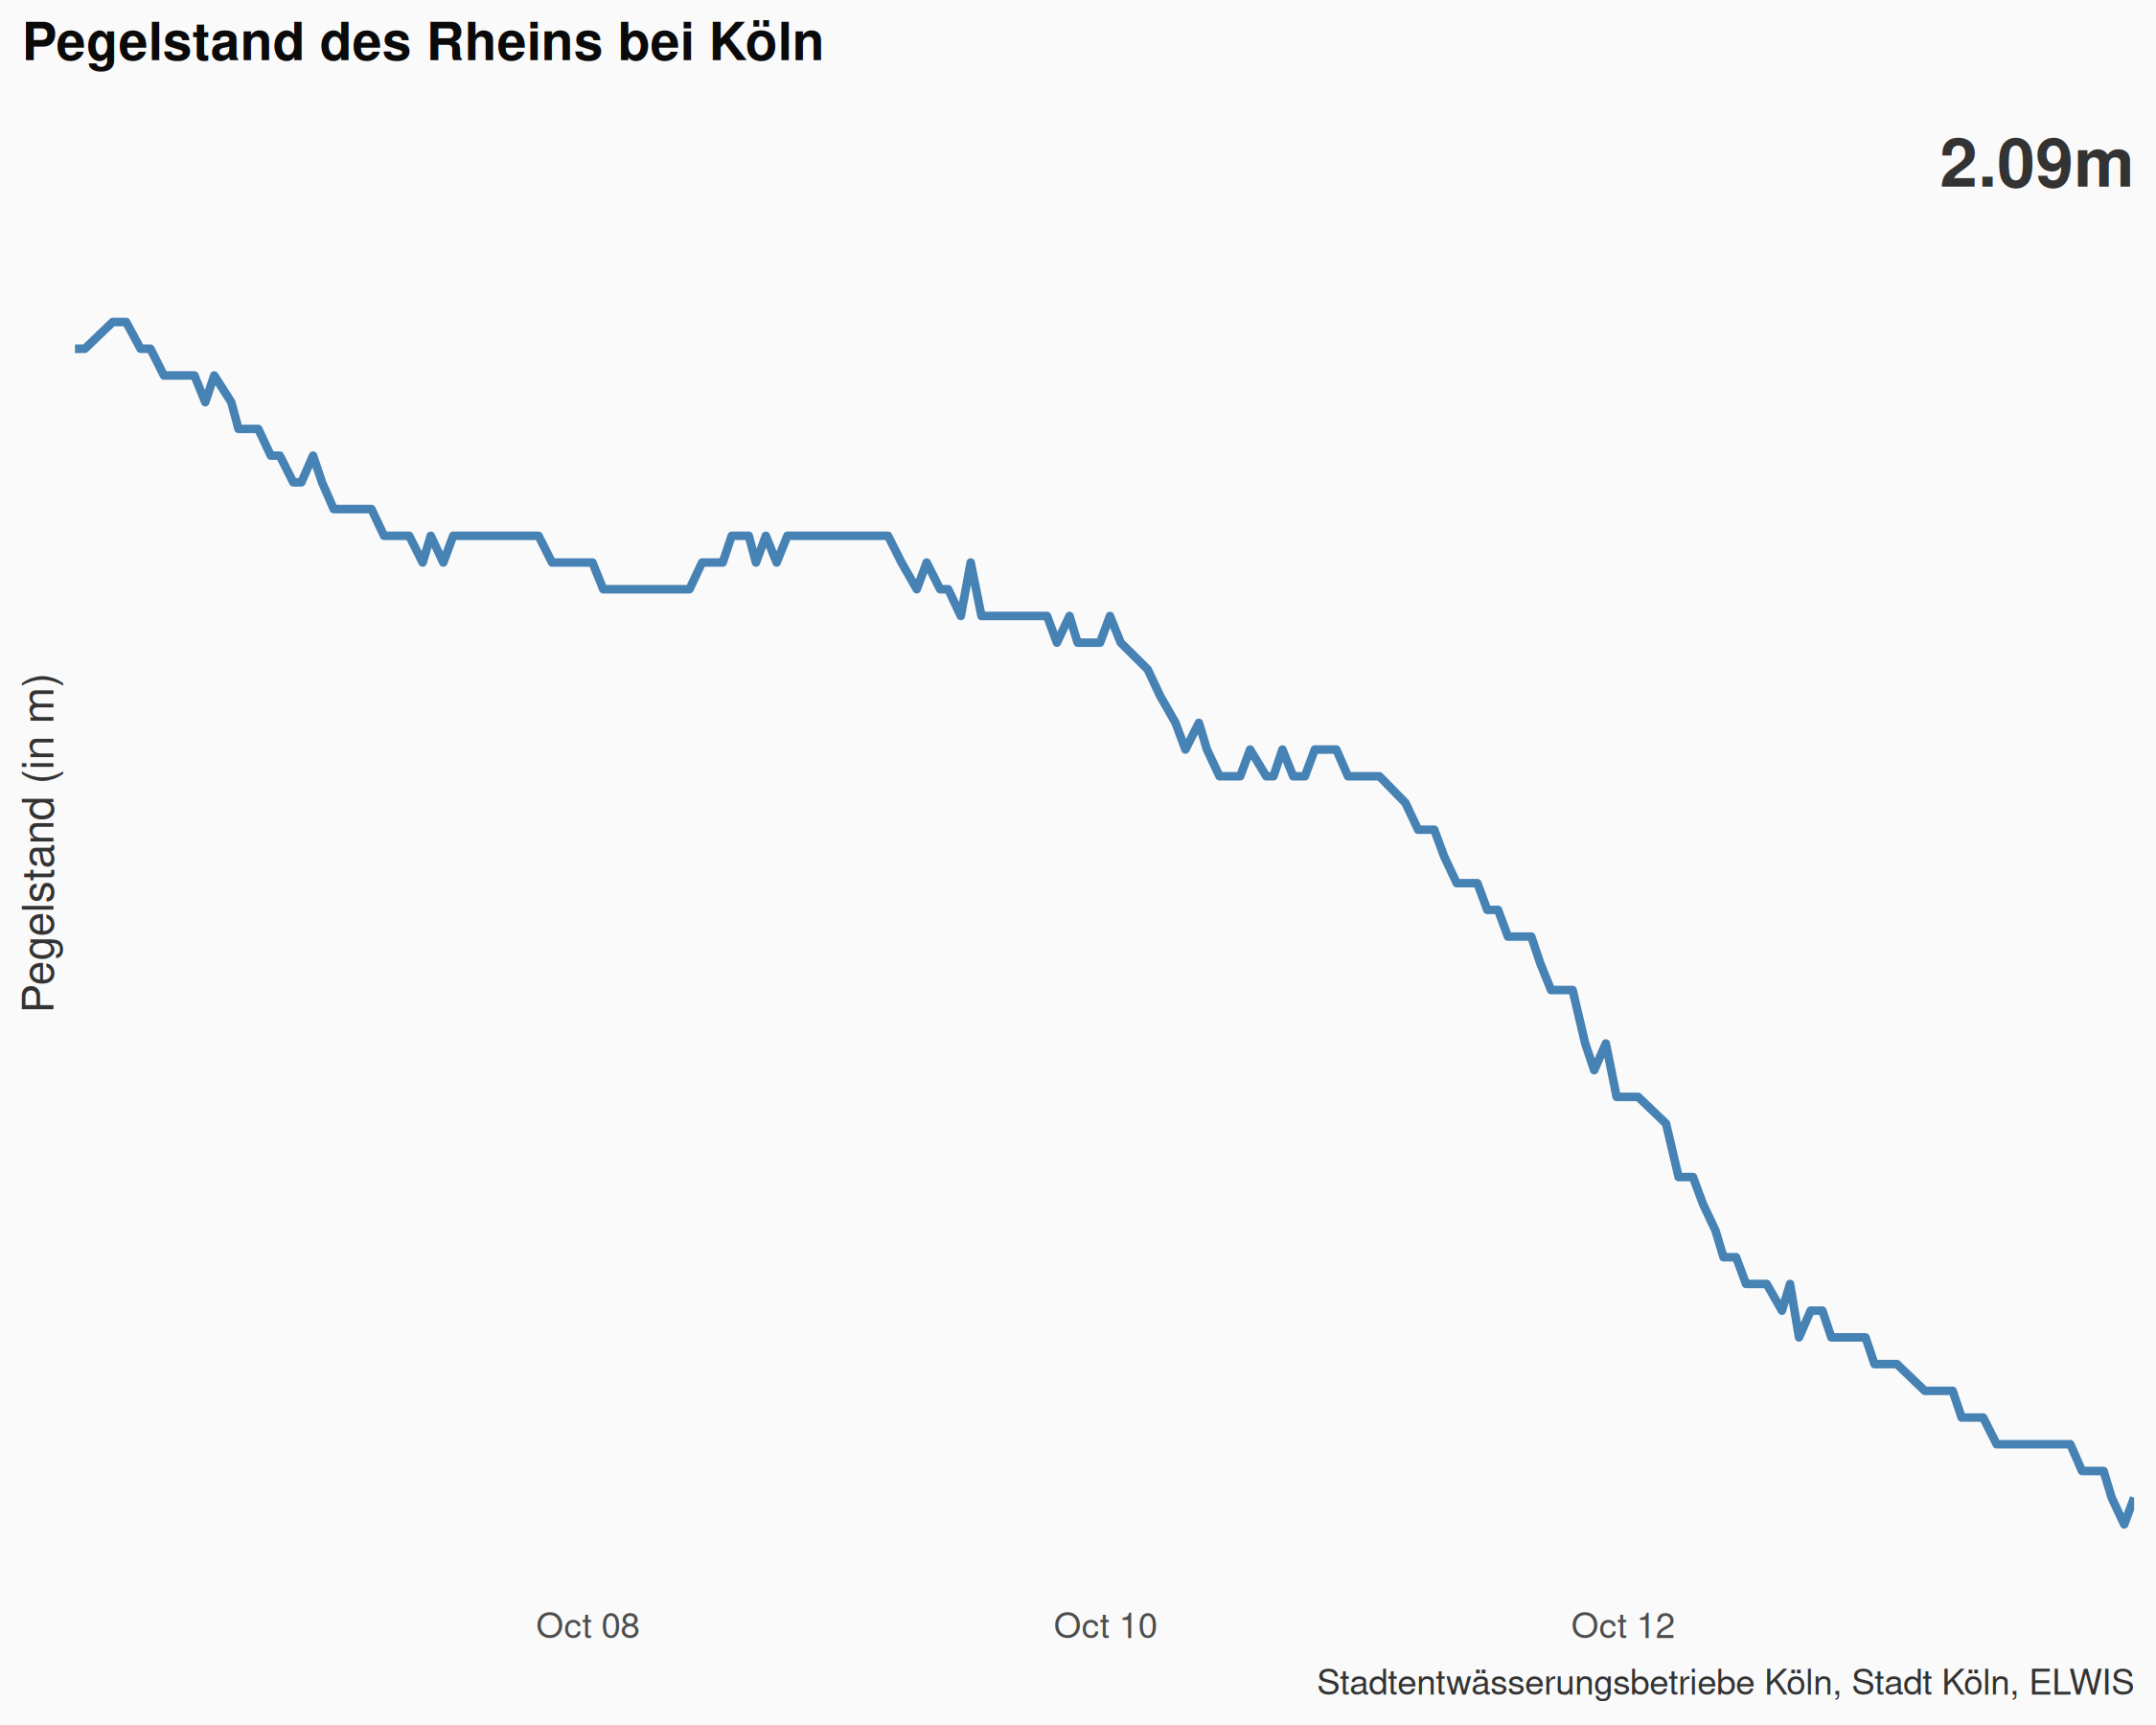 Pegelstand des Rheins bei Köln
2.09m
Pegelstand (in m)
Oct 08
Oct 10
Oct 12
Stadtentwässerungsbetriebe Köln, Stadt Köln, ELWIS